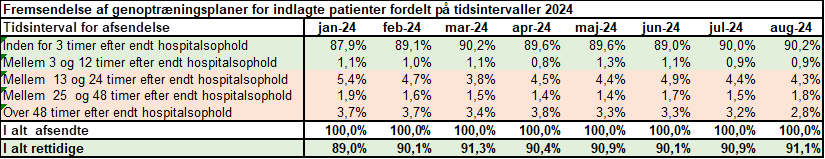 Fremsendelse af genoptræningsplaner for indlagte patienter fordelt på tidsintervaller 2024
Tidsinterval for afsendelse jan-24 feb-24 mar-24 apr-24 maj-24 jun-24 jul-24 aug-24
Inden for 3 timer efter endt hospitalsophold 87,9% 89,1% 90,2% 89,6% 89,6% 89,0% 90,0% 90,2%
Mellem 3 og 12 timer efter endt hospitalsophold 1,1% 1,0% 1,1% 0,8% 1,3% 1,1% 0,9% 0,9%
Mellem 13 og 24 timer efter endt hospitalsophold 5,4% 4,7% 3,8% 4,5% 4,4% 4,9% 4,4% 4,3%
Mellem 25 og 48 timer efter endt hospitalsophold 1,9% 1,6% 1,5% 1,4% 1,4% 1,7% 1,5% 1,8%
Over 48 timer efter endt hospitalsophold 3,7% 3,7% 3,4% 3,8% 3,3% 3,3% 3,2% 2,8%
I alt afsendte 100,0% 100,0% 100,0% 100,0% 100,0% 100,0% 100,0% 100,0%
I alt rettidige 89,0% 90,1% 91,3% 90,4% 90,9% 90,1% 90,9% 91,1%